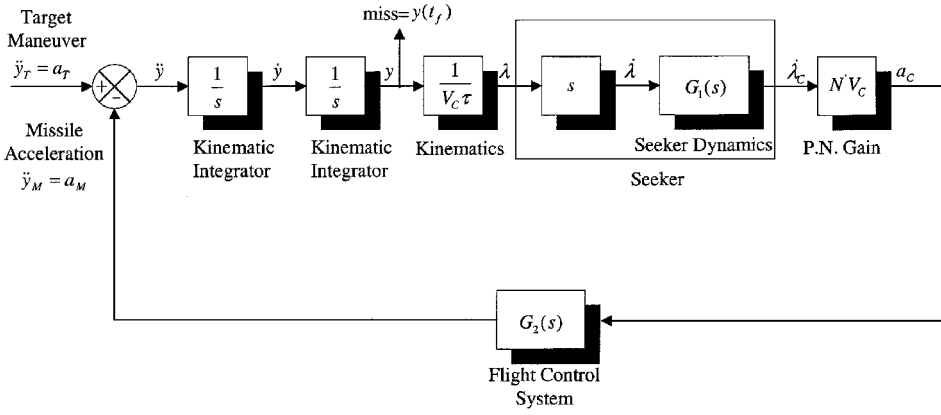 Target
Maneuver
ÿ_T = a_T
miss= y(t_f)
+
−
Missile
Acceleration
ÿ_M = a_M
ÿ
1/s
Kinematic
Integrator
ẏ
1/s
Kinematic
Integrator
y
1/(V_C τ)
Kinematics
λ̇
s
λ̇
G_1(s)
Seeker Dynamics
Seeker
λ̇_C
N'V_C
P.N. Gain
a_C
G_2(s)
Flight Control
System